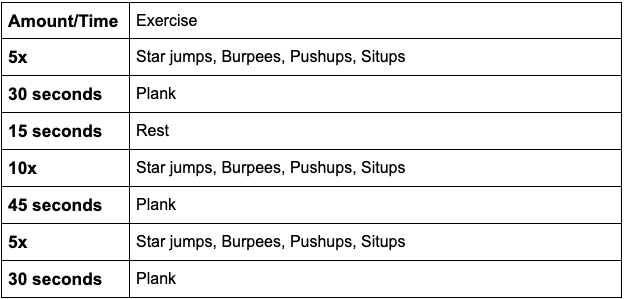 Amount/Time Exercise
5x Star jumps, Burpees, Pushups, Situps
30 seconds Plank
15 seconds Rest
10x Star jumps, Burpees, Pushups, Situps
45 seconds Plank
5x Star jumps, Burpees, Pushups, Situps
30 seconds Plank